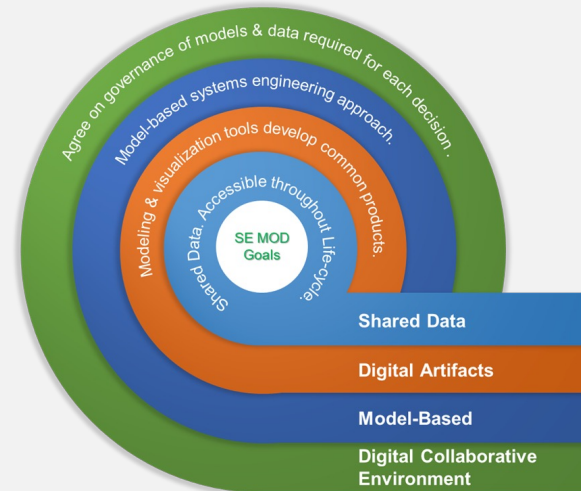 Agree on governance of models & data required for each decision .
Model-based systems engineering approach.
Modeling & visualization tools develop common products.
Shared Data. Accessible throughout Life-cycle.
SE MOD
Goals
Shared Data
Digital Artifacts
Model-Based
Digital Collaborative
Environment